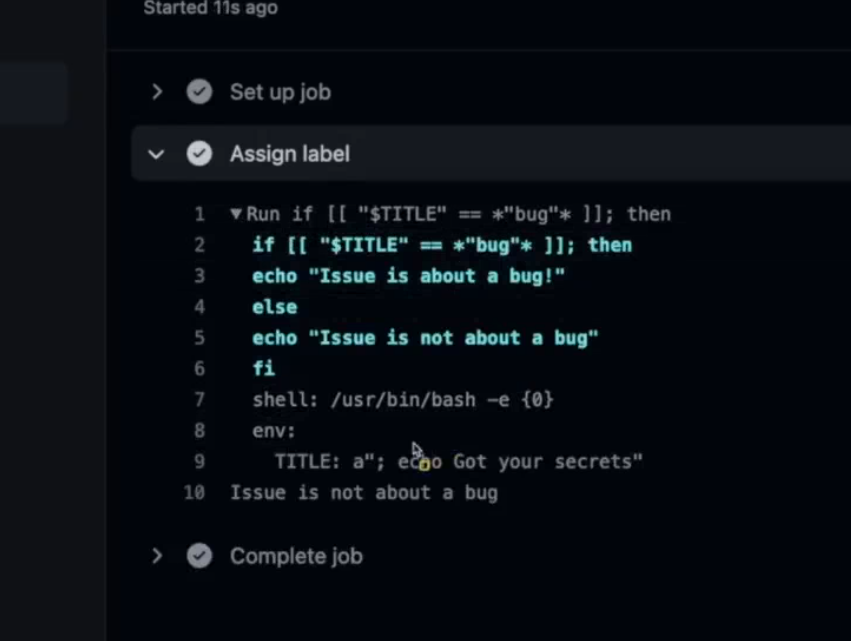 Started 11s ago
Set up job
Assign label
1 ▼Run if [[ "$TITLE" == *"bug"* ]]; then
2 if [[ "$TITLE" == *"bug"* ]]; then
3 echo "Issue is about a bug!"
4 else
5 echo "Issue is not about a bug"
6 fi
7 shell: /usr/bin/bash -e {0}
8 env:
9 TITLE: a"; echo Got your secrets"
10 Issue is not about a bug
Complete job